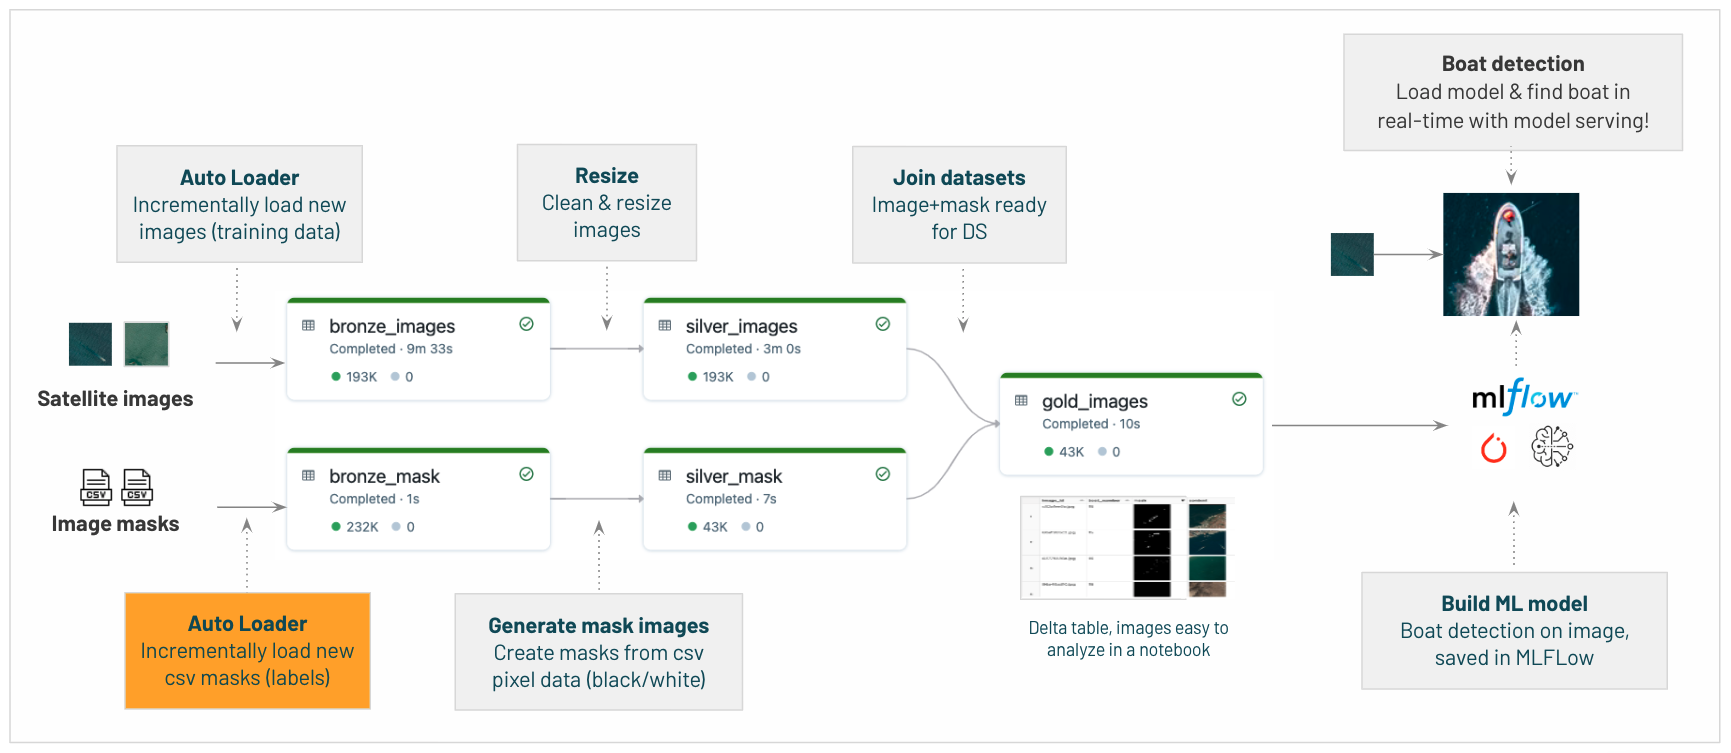 Boat detection
Load model & find boat in
real-time with model serving!
Auto Loader
Incrementally load new
images (training data)
Resize
Clean & resize
images
Join datasets
Image+mask ready
for DS
bronze_images
Completed · 9m 33s
193K 0
silver_images
Completed · 3m 0s
193K 0
Satellite images
gold_images
Completed · 10s
43K 0
mlflow
bronze_mask
Completed · 1s
232K 0
silver_mask
Completed · 7s
43K 0
CSV CSV
Image masks
Auto Loader
Incrementally load new
csv masks (labels)
Generate mask images
Create masks from csv
pixel data (black/white)
Delta table, images easy to
analyze in a notebook
Build ML model
Boat detection on image,
saved in MLFLow